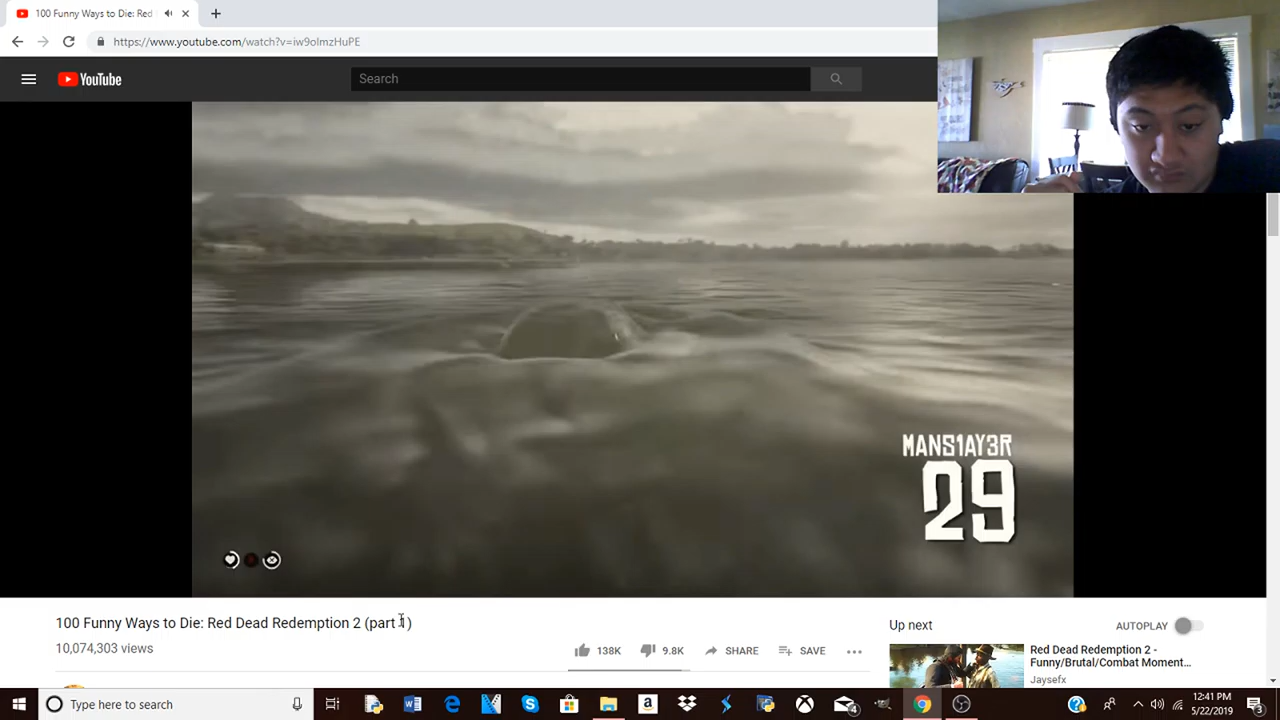 100 Funny Ways to Die: Red
https://www.youtube.com/watch?v=iw9olmzHuPE
YouTube
Search
MANS1AY3R
29
100 Funny Ways to Die: Red Dead Redemption 2 (part 1)
10,074,303 views
138K
9.8K
SHARE
SAVE
Up next
AUTOPLAY
Red Dead Redemption 2 -
Funny/Brutal/Combat Moment...
Jaysefx
Type here to search
4
12:41 PM
5/22/2019
3